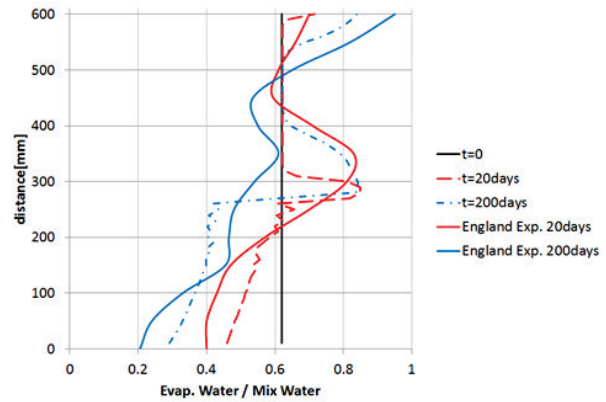 600
500
400
300
200
100
0
distance[mm]
0 0.2 0.4 0.6 0.8 1
Evap. Water / Mix Water
t=0
t=20days
t=200days
England Exp. 20days
England Exp. 200days